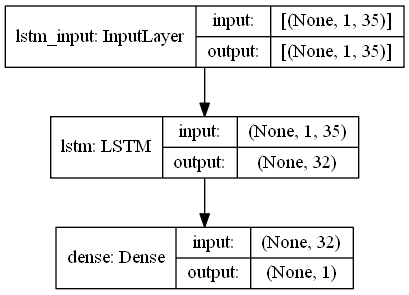 lstm_input: InputLayer
input: [(None, 1, 35)]
output: [(None, 1, 35)]
lstm: LSTM
input: (None, 1, 35)
output: (None, 32)
dense: Dense
input: (None, 32)
output: (None, 1)